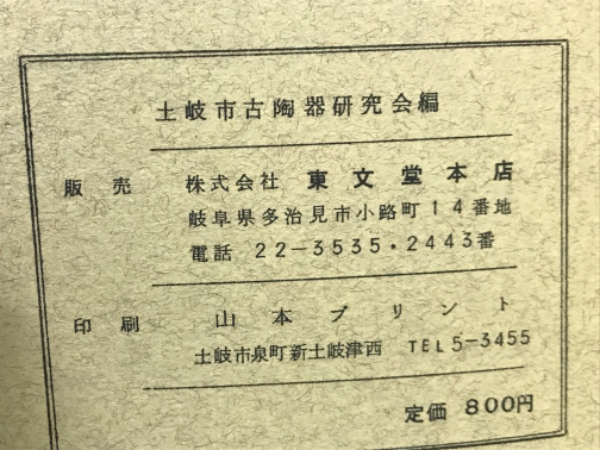 土岐市古陶器研究会編
販売 株式会社 東文堂本店
岐阜県多治見市小路町14番地
電話 22-3535・2443番
印刷 山本プリント
土岐市泉町新土岐津西 TEL5-3455
定価 800円